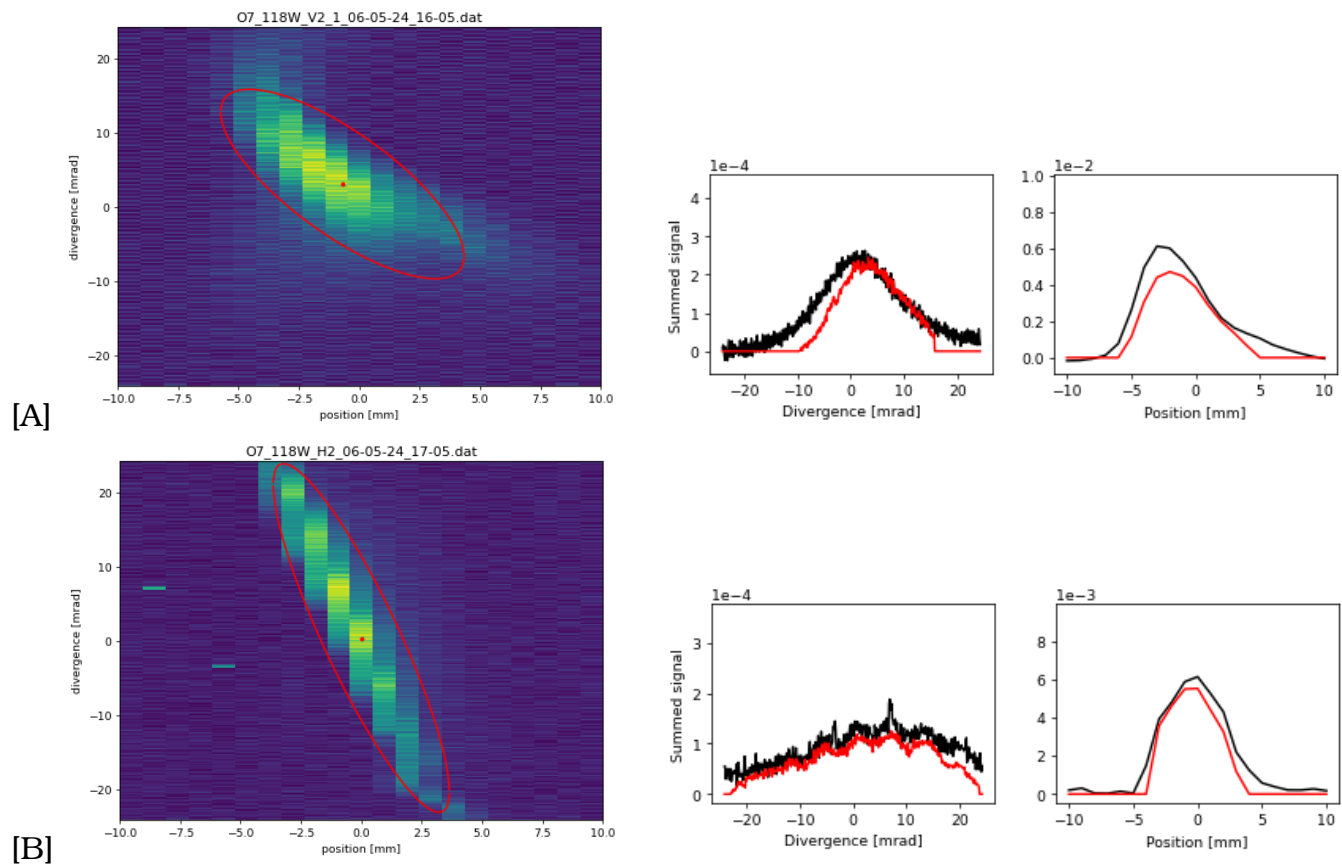 O7_118W_V2_1_06-05-24_16-05.dat
20
10
0
−10
−20
divergence [mrad]
−10.0 −7.5 −5.0 −2.5 0.0 2.5 5.0 7.5 10.0
position [mm]
1e−4
4
3
2
1
0
Summed signal
−20 −10 0 10 20
Divergence [mrad]
1e−2
1.0
0.8
0.6
0.4
0.2
0.0
−10 −5 0 5 10
Position [mm]
[A]
O7_118W_H2_06-05-24_17-05.dat
20
10
0
−10
−20
divergence [mrad]
−10.0 −7.5 −5.0 −2.5 0.0 2.5 5.0 7.5 10.0
position [mm]
1e−4
3
2
1
0
Summed signal
−20 −10 0 10 20
Divergence [mrad]
1e−3
8
6
4
2
0
−10 −5 0 5 10
Position [mm]
[B]